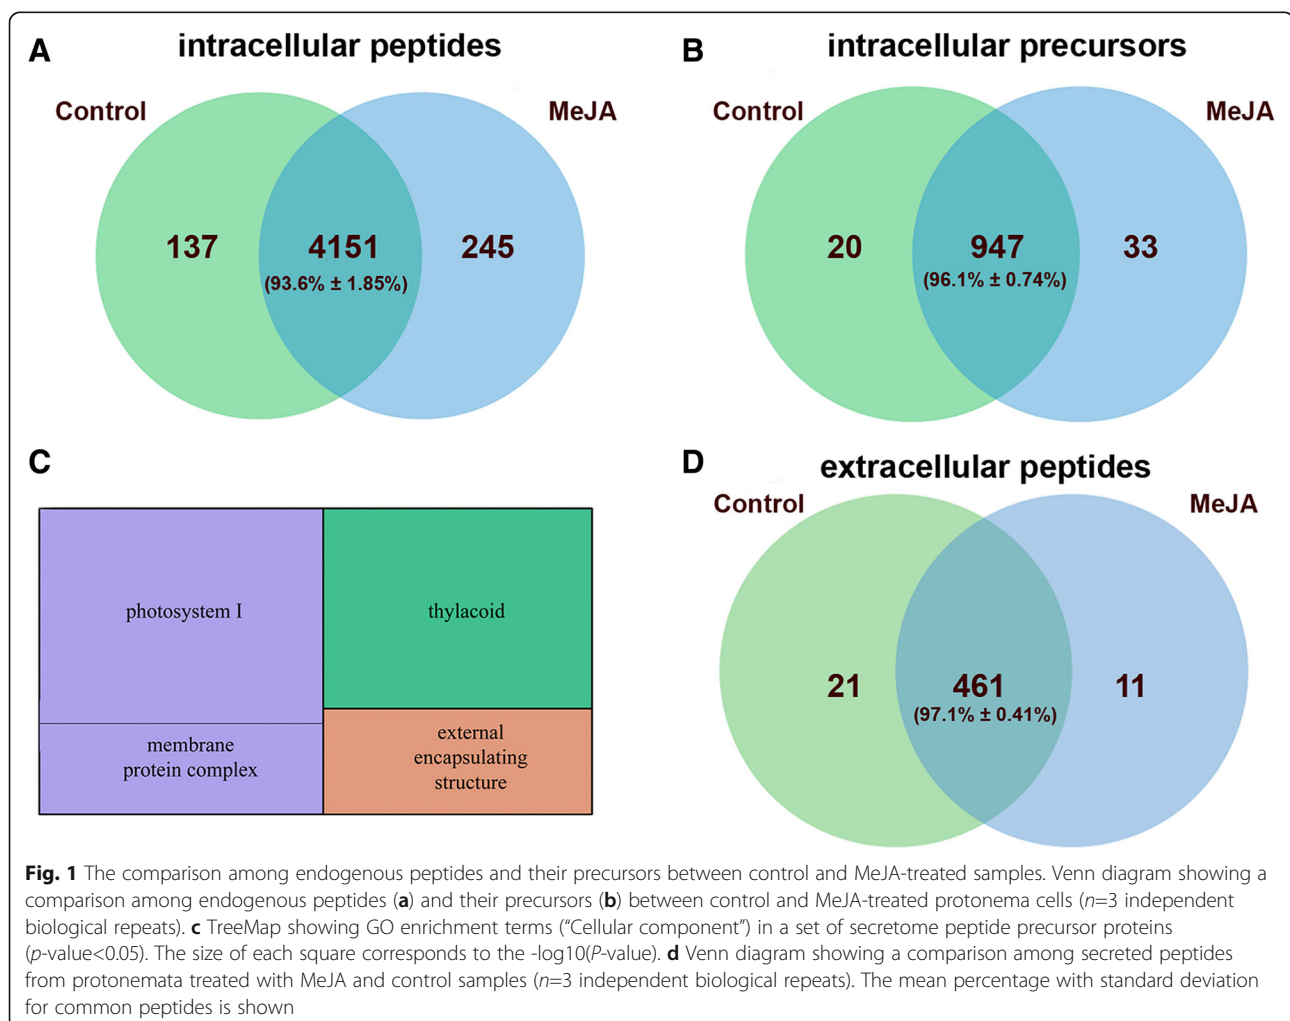 A
intracellular peptides
Control
MeJA
137
4151
245
(93.6% ± 1.85%)
B
intracellular precursors
Control
MeJA
20
947
33
(96.1% ± 0.74%)
C
photosystem I
thylacoid
membrane
protein complex
external
encapsulating
structure
D
extracellular peptides
Control
MeJA
21
461
11
(97.1% ± 0.41%)
Fig. 1 The comparison among endogenous peptides and their precursors between control and MeJA-treated samples. Venn diagram showing a
comparison among endogenous peptides (a) and their precursors (b) between control and MeJA-treated protonema cells (n=3 independent
biological repeats). c TreeMap showing GO enrichment terms (“Cellular component”) in a set of secretome peptide precursor proteins
(p-value<0.05). The size of each square corresponds to the -log10(P-value). d Venn diagram showing a comparison among secreted peptides
from protonemata treated with MeJA and control samples (n=3 independent biological repeats). The mean percentage with standard deviation
for common peptides is shown